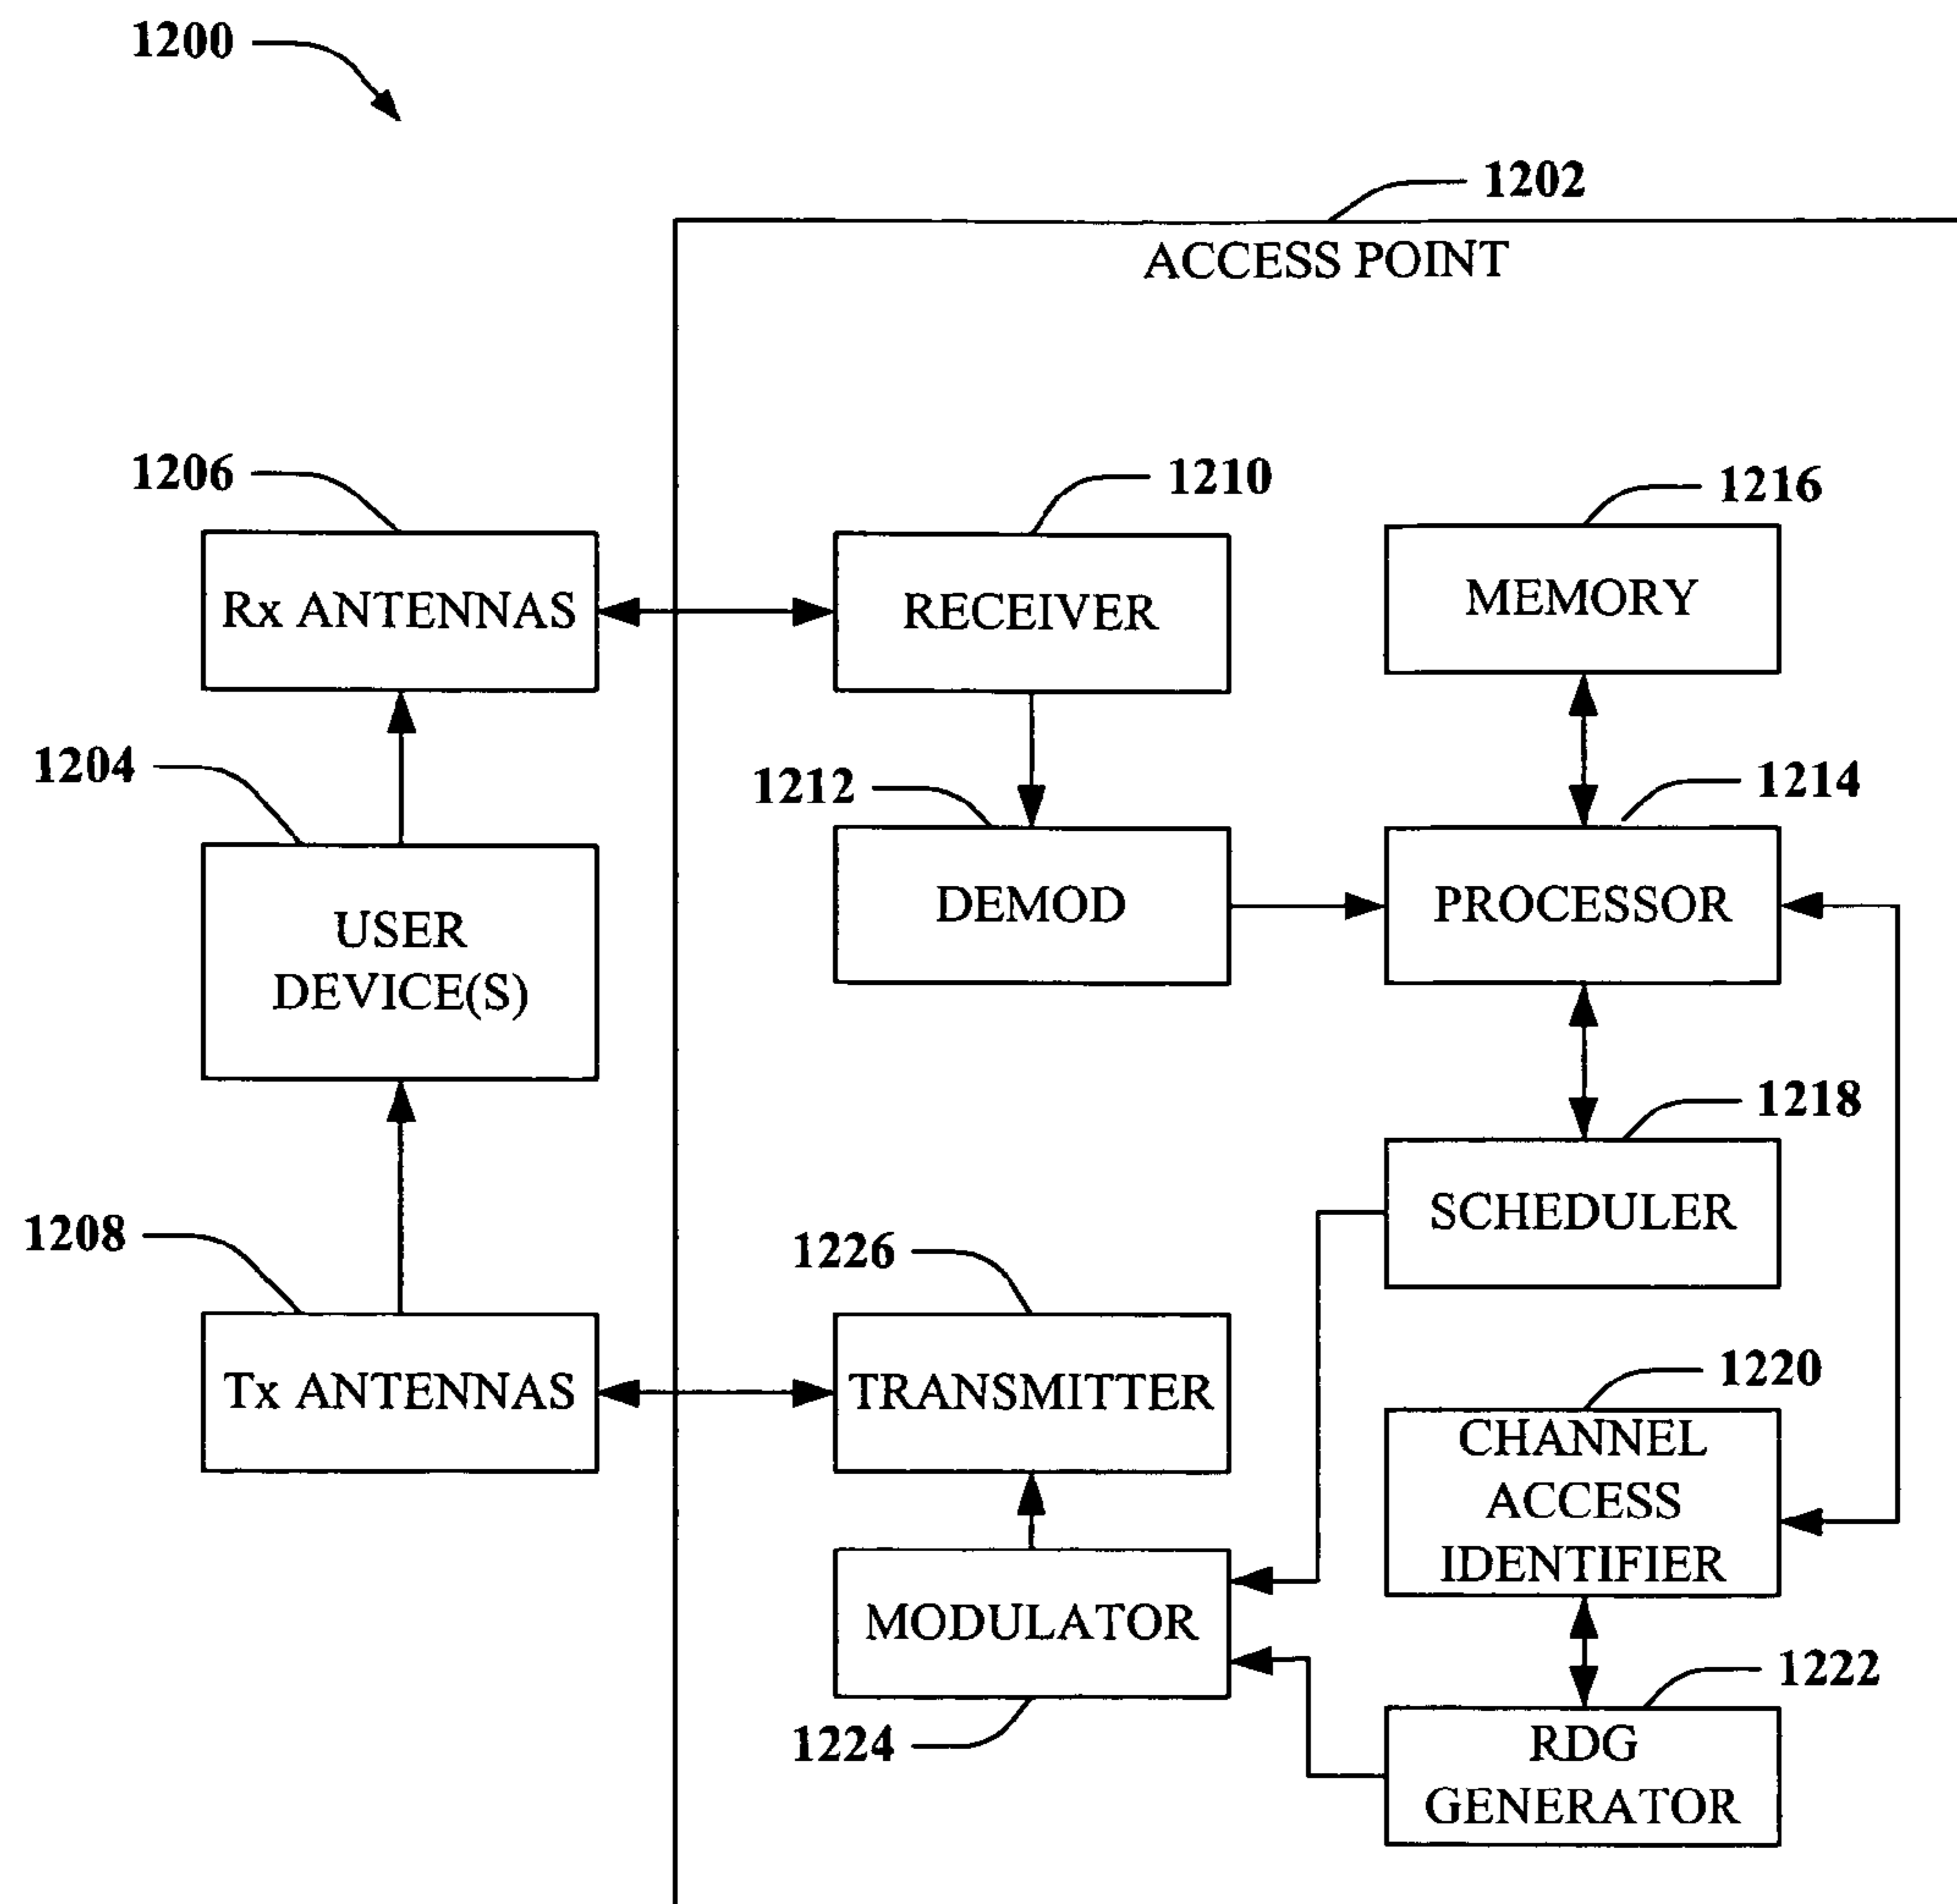 1200
1202
ACCESS POINT
1206
1210
1216
Rx ANTENNAS
RECEIVER
MEMORY
1204
1212
1214
USER
DEVICE(S)
DEMOD
PROCESSOR
1218
1208
1226
SCHEDULER
Tx ANTENNAS
TRANSMITTER
1220
CHANNEL
ACCESS
IDENTIFIER
MODULATOR
1224
1222
RDG
GENERATOR